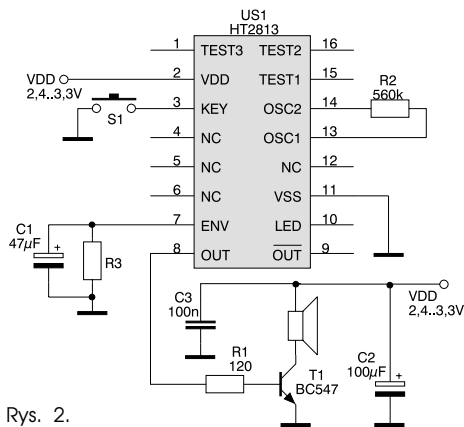 US1
HT2813
1 TEST3 TEST2 16
2 VDD TEST1 15
3 KEY OSC2 14
4 NC OSC1 13
5 NC NC 12
6 NC VSS 11
7 ENV LED 10
8 OUT OUT 9
VDD
2,4..3,3V
S1
R2
560k
C1
47µF
+
R3
C3
100n
VDD
2,4..3,3V
R1
120
T1
BC547
C2
100µF
+
Rys. 2.